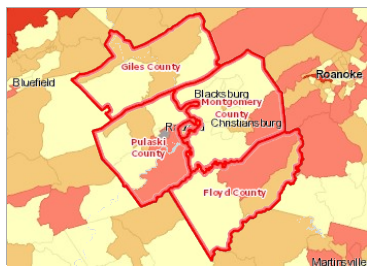 Giles County
Bluefield
Roanoke
Blacksburg
Montgomery
County
Christiansburg
Pulaski
County
Floyd County
Martinsville